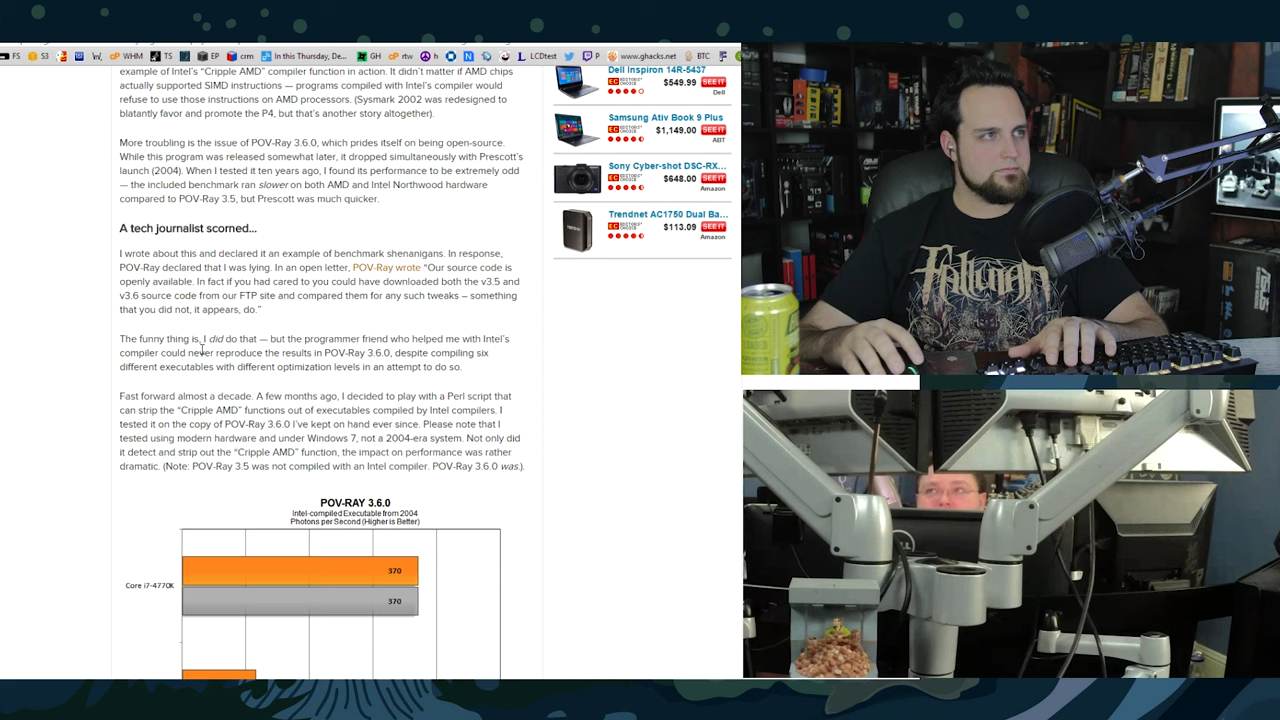 FS
S3
WHM
TS
EP
crm
In this Thursday, De...
GH
rtw
h
LCDtest
P
www.ghacks.net
BTC
example of Intel's “Cripple AMD” compiler function in action. It didn't matter if AMD chips
actually supported SIMD instructions — programs compiled with Intel's compiler would
refuse to use those instructions on AMD processors. (Sysmark 2002 was redesigned to
blatantly favor and promote the P4, but that's another story altogether).
More troubling is the issue of POV-Ray 3.6.0, which prides itself on being open-source.
While this program was released somewhat later, it dropped simultaneously with Prescott's
launch (2004). When I tested it ten years ago, I found its performance to be extremely odd
— the included benchmark ran slower on both AMD and Intel Northwood hardware
compared to POV-Ray 3.5, but Prescott was much quicker.
A tech journalist scorned...
I wrote about this and declared it an example of benchmark shenanigans. In response,
POV-Ray declared that I was lying. In an open letter, POV-Ray wrote “Our source code is
openly available. In fact if you had cared to you could have downloaded both the v3.5 and
v3.6 source code from our FTP site and compared them for any such tweaks – something
that you did not, it appears, do.”
The funny thing is, I did do that — but the programmer friend who helped me with Intel's
compiler could never reproduce the results in POV-Ray 3.6.0, despite compiling six
different executables with different optimization levels in an attempt to do so.
Fast forward almost a decade. A few months ago, I decided to play with a Perl script that
can strip the “Cripple AMD” functions out of executables compiled by Intel compilers. I
tested it on the copy of POV-Ray 3.6.0 I've kept on hand ever since. Please note that I
tested using modern hardware and under Windows 7, not a 2004-era system. Not only did
it detect and strip out the “Cripple AMD” function, the impact on performance was rather
dramatic. (Note: POV-Ray 3.5 was not compiled with an Intel compiler. POV-Ray 3.6.0 was.).
POV-RAY 3.6.0
Intel-compiled Executable from 2004
Photons per Second (Higher is Better)
Core i7-4770K
370
370
Dell Inspiron 14R-5437
$549.99
SEE IT
Dell
Samsung Ativ Book 9 Plus
$1,149.00
SEE IT
ABT
Sony Cyber-shot DSC-RX...
$648.00
SEE IT
Amazon
Trendnet AC1750 Dual Ba...
$113.09
SEE IT
Amazon